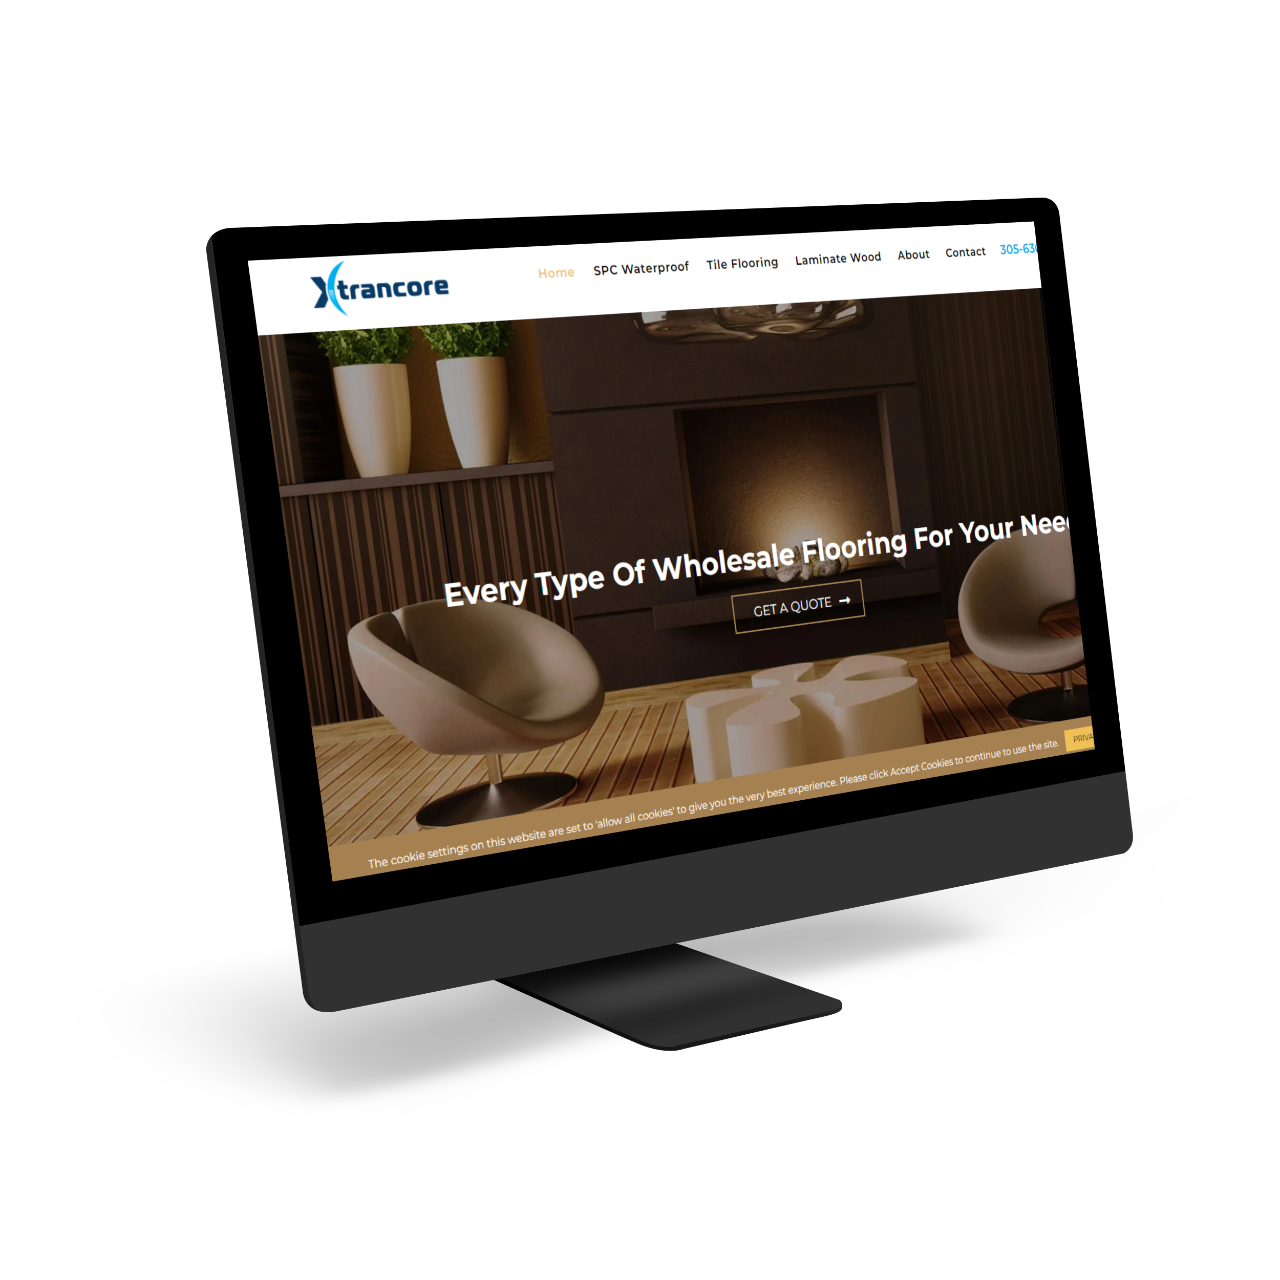 Xtrancore
Home SPC Waterproof Tile Flooring Laminate Wood About Contact 305-63
Every Type Of Wholesale Flooring For Your
GET A QUOTE
The cookie settings on this website are set to 'allow all cookies' to give you the very best experience. Please click Accept Cookies to continue to use the site.